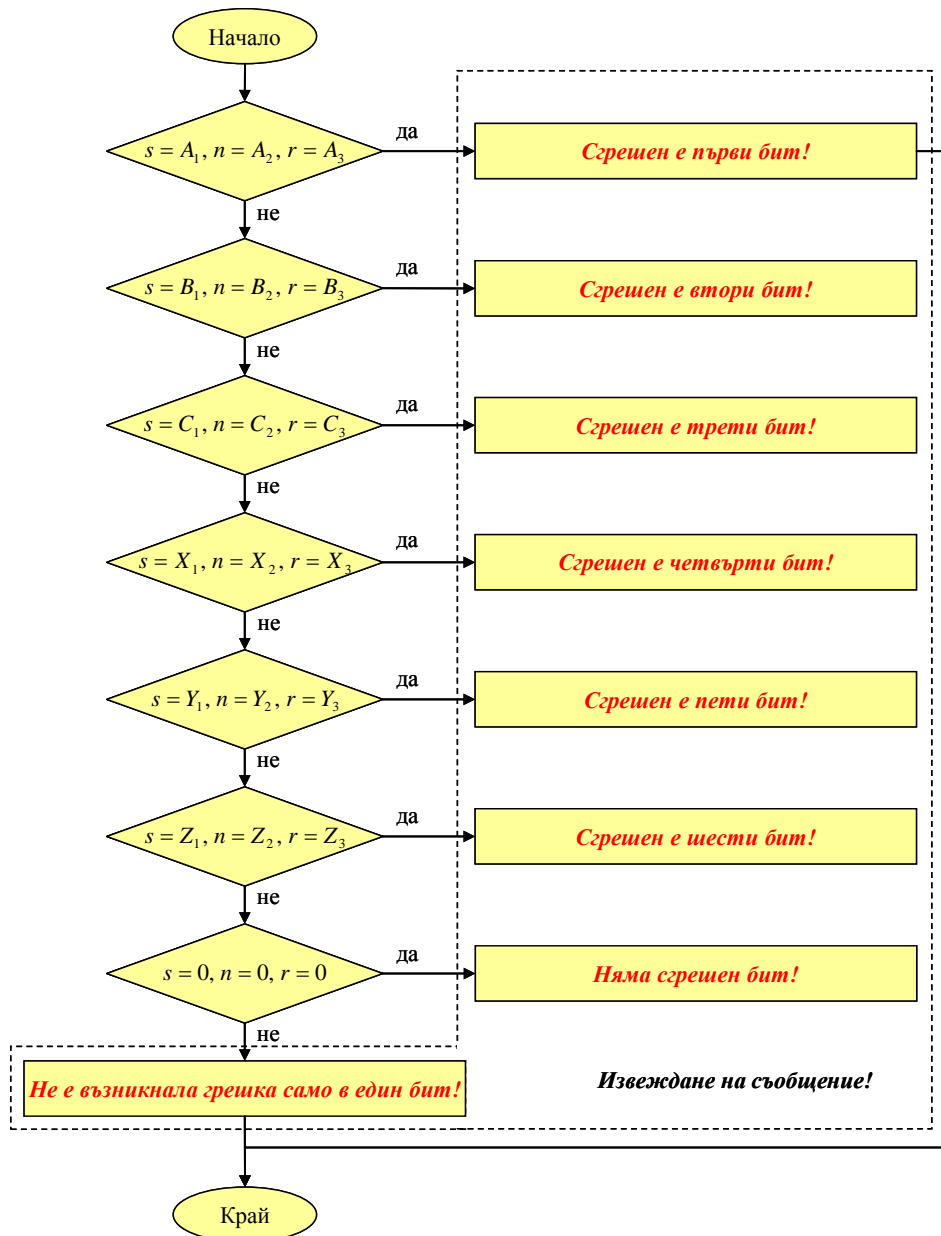 Начало
s = A₁, n = A₂, r = A₃
да
Сгрешен е първи бит!
не
s = B₁, n = B₂, r = B₃
да
Сгрешен е втори бит!
не
s = C₁, n = C₂, r = C₃
да
Сгрешен е трети бит!
не
s = X₁, n = X₂, r = X₃
да
Сгрешен е четвърти бит!
не
s = Y₁, n = Y₂, r = Y₃
да
Сгрешен е пети бит!
не
s = Z₁, n = Z₂, r = Z₃
да
Сгрешен е шести бит!
не
s = 0, n = 0, r = 0
да
Няма сгрешен бит!
не
Не е възникнала грешка само в един бит!
Извеждане на съобщение!
Край